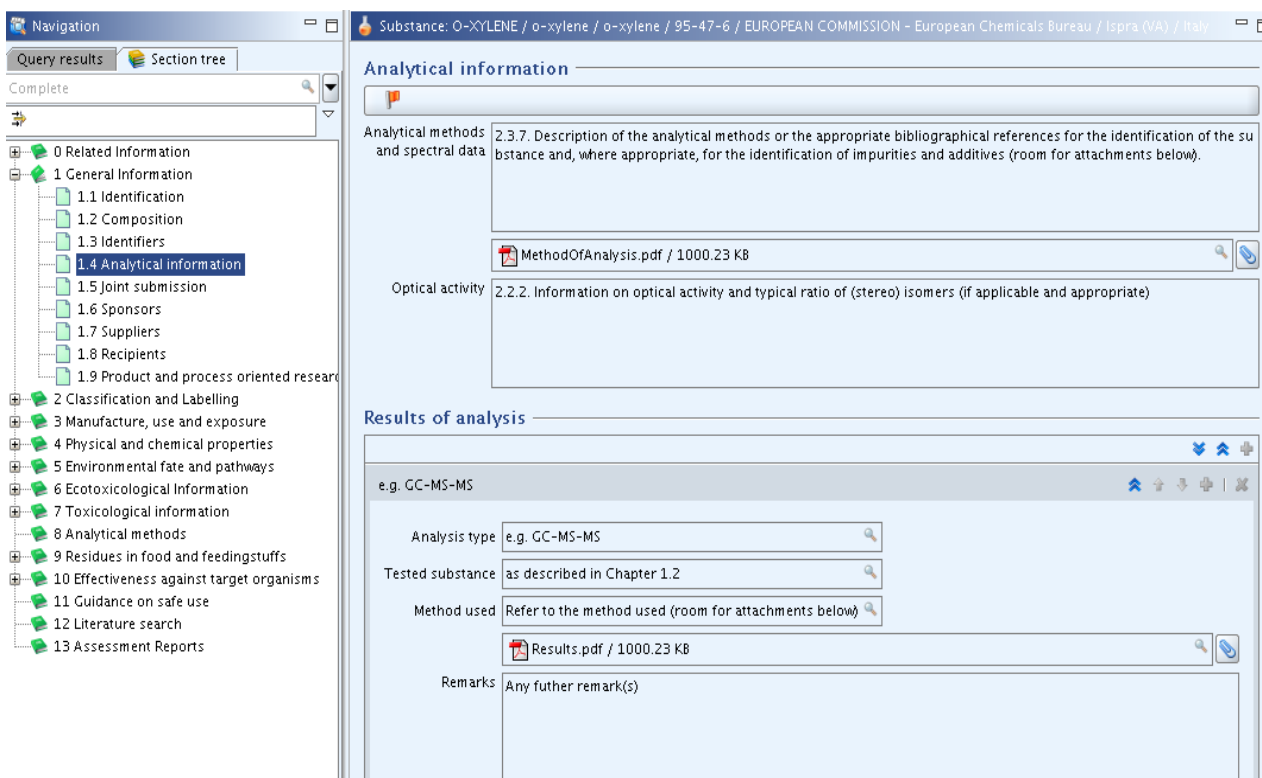 Navigation
Query results
Section tree
Complete
0 Related Information
1 General Information
1.1 Identification
1.2 Composition
1.3 Identifiers
1.4 Analytical information
1.5 Joint submission
1.6 Sponsors
1.7 Suppliers
1.8 Recipients
1.9 Product and process oriented resear
2 Classification and Labelling
3 Manufacture, use and exposure
4 Physical and chemical properties
5 Environmental fate and pathways
6 Ecotoxicological Information
7 Toxicological information
8 Analytical methods
9 Residues in food and feedingstuffs
10 Effectiveness against target organisms
11 Guidance on safe use
12 Literature search
13 Assessment Reports
Substance: O-XYLENE / o-xylene / o-xylene / 95-47-6 / EUROPEAN COMMISSION - European Chemicals Bureau / Ispra (VA) / Italy
Analytical information
Analytical methods
and spectral data
2.3.7. Description of the analytical methods or the appropriate bibliographical references for the identification of the su
bstance and, where appropriate, for the identification of impurities and additives (room for attachments below).
MethodOfAnalysis.pdf / 1000.23 KB
Optical activity
2.2.2. Information on optical activity and typical ratio of (stereo) isomers (if applicable and appropriate)
Results of analysis
e.g. GC-MS-MS
Analysis type
e.g. GC-MS-MS
Tested substance
as described in Chapter 1.2
Method used
Refer to the method used (room for attachments below)
Results.pdf / 1000.23 KB
Remarks
Any futher remark(s)